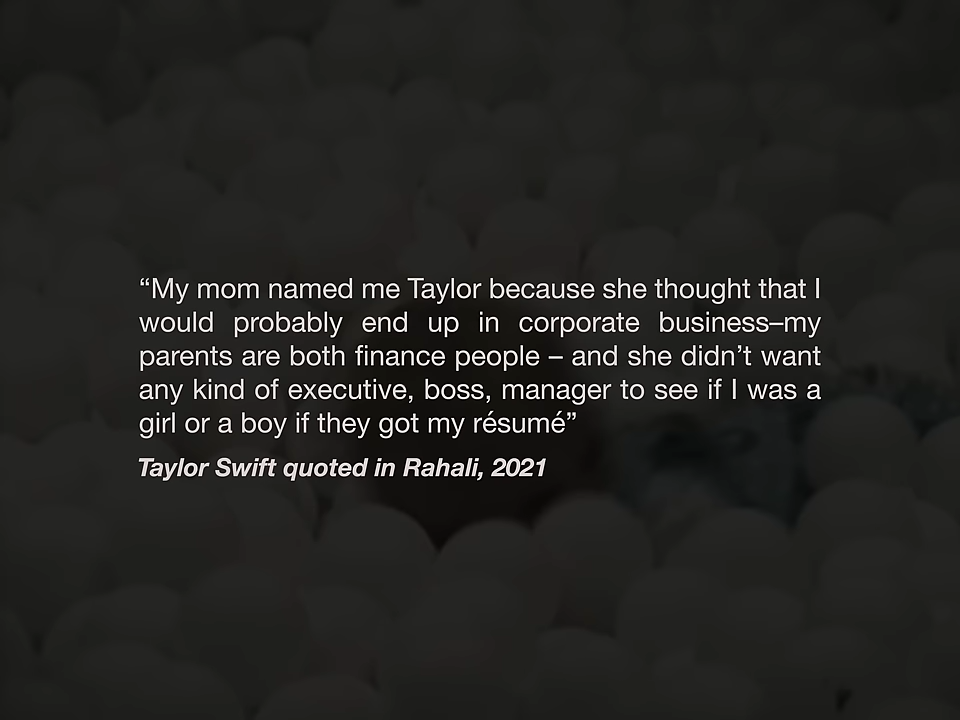 “My mom named me Taylor because she thought that I
would probably end up in corporate business–my
parents are both finance people – and she didn’t want
any kind of executive, boss, manager to see if I was a
girl or a boy if they got my résumé”
Taylor Swift quoted in Rahali, 2021